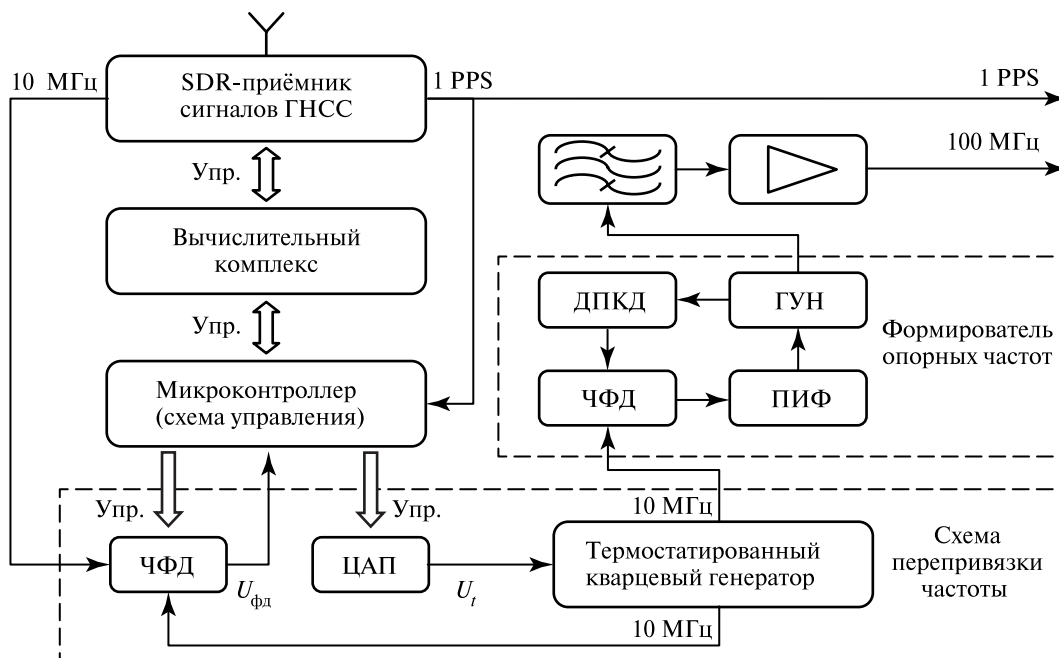 10 МГц
SDR-приёмник
сигналов ГНСС
1 PPS
1 PPS
100 МГц
Упр.
Вычислительный
комплекс
Упр.
ДПКД
ГУН
Формирователь
опорных частот
Микроконтроллер
(схема управления)
ЧФД
ПИФ
Упр.
Упр.
10 МГц
ЧФД
Uфд
ЦАП
Ut
Термостатированный
кварцевый генератор
Схема
перепривязки
частоты
10 МГц